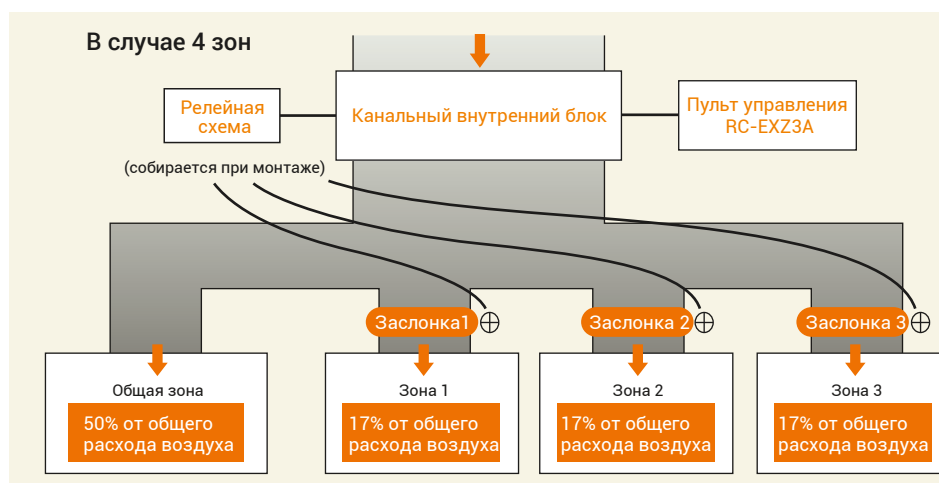 В случае 4 зон
Релейная
схема
Канальный внутренний блок
Пульт управления
RC-EXZ3A
(собирается при монтаже)
Заслонка1
Заслонка 2
Заслонка 3
Общая зона
50% от общего
расхода воздуха
Зона 1
17% от общего
расхода воздуха
Зона 2
17% от общего
расхода воздуха
Зона 3
17% от общего
расхода воздуха